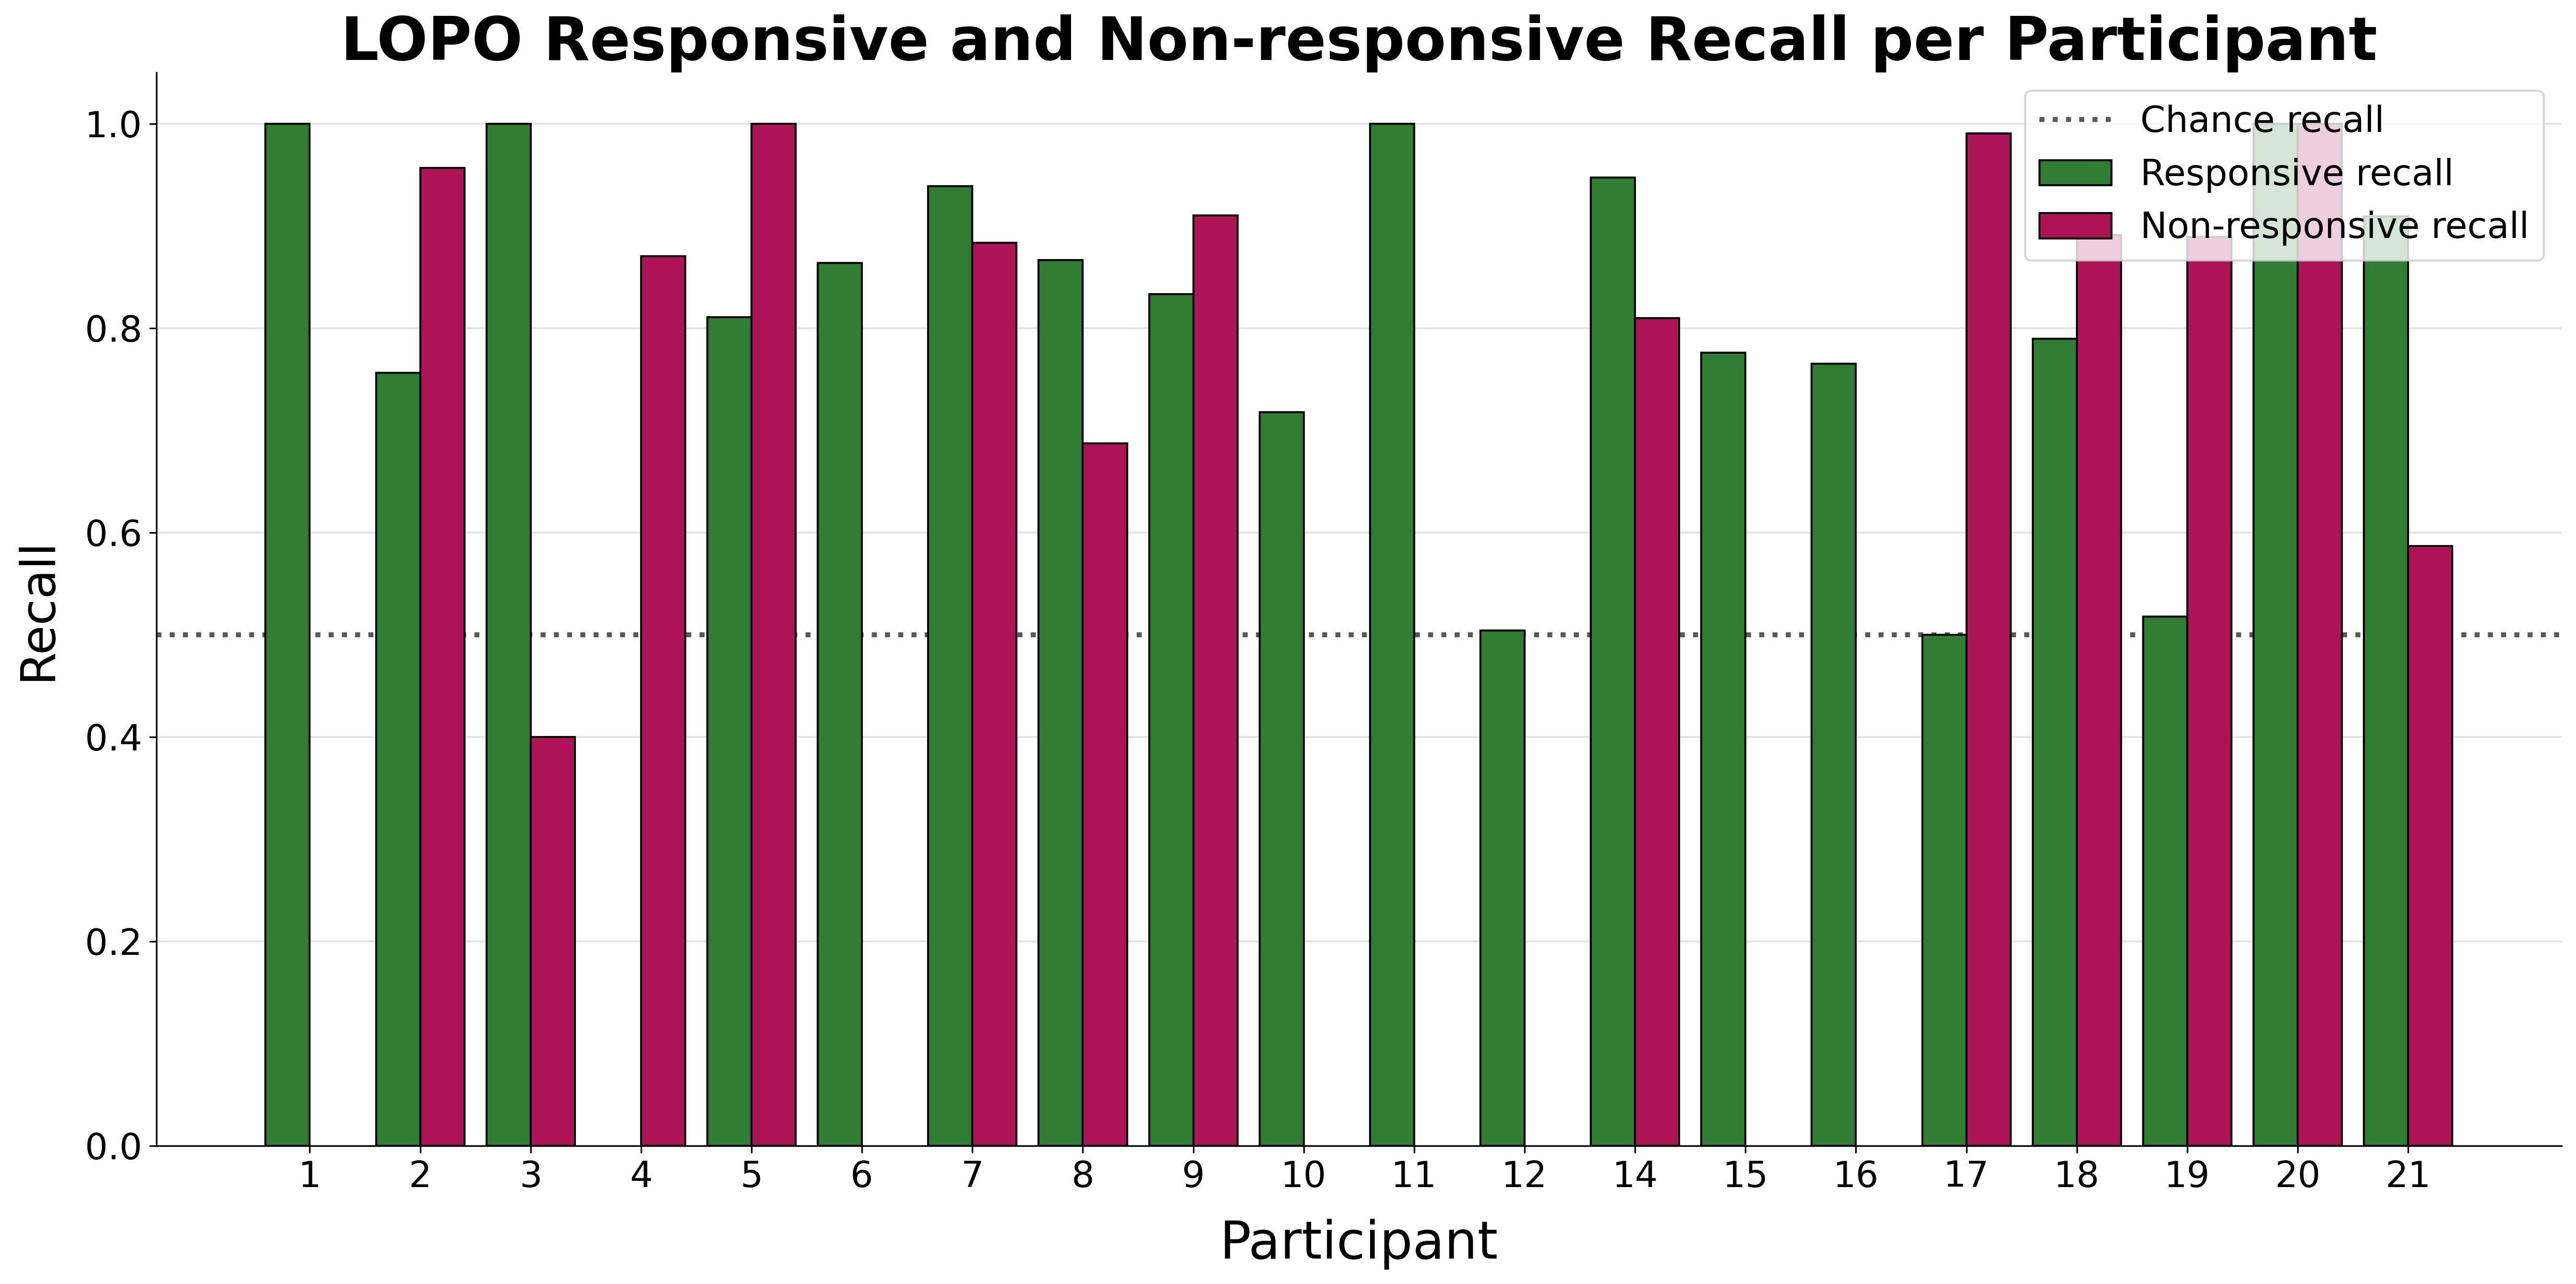 LOPO Responsive and Non-responsive Recall per Participant
Chance recall
Responsive recall
Non-responsive recall
1.0
0.8
0.6
0.4
0.2
0.0
Recall
1 2 3 4 5 6 7 8 9 10 11 12 14 15 16 17 18 19 20 21
Participant